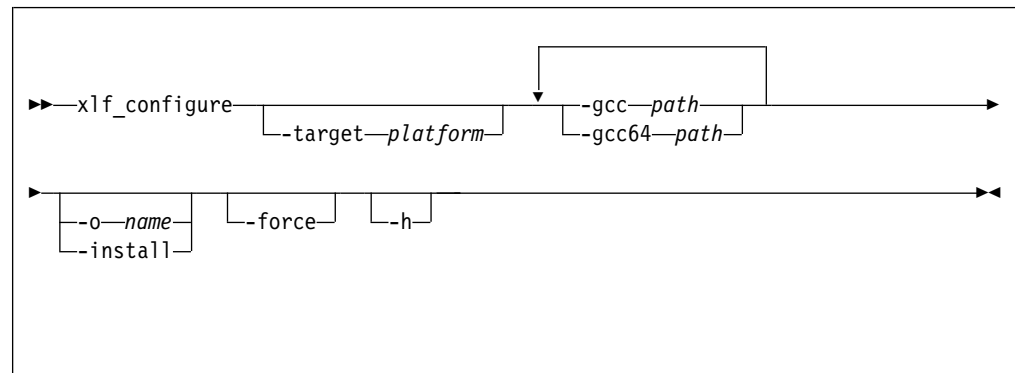 xlf_configure -target platform -gcc path
-gcc64 path
-o name -force -h
-install